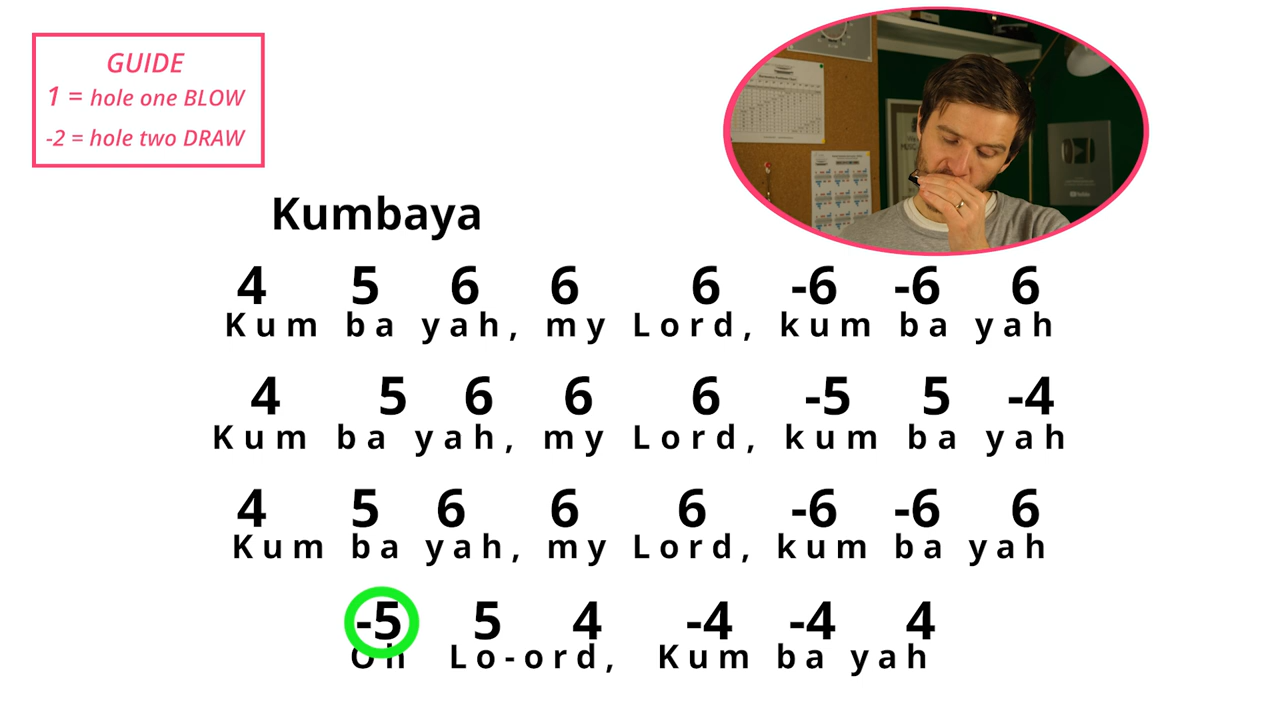 GUIDE
1 = hole one BLOW
-2 = hole two DRAW
Kumbaya
4 5 6 6 6 -6 -6 6
Kum ba yah, my Lord, kum ba yah
4 5 6 6 6 -5 5 -4
Kum ba yah, my Lord, kum ba yah
4 5 6 6 6 -6 -6 6
Kum ba yah, my Lord, kum ba yah
-5 5 4 -4 -4 4
Oh Lo-ord, Kum ba yah